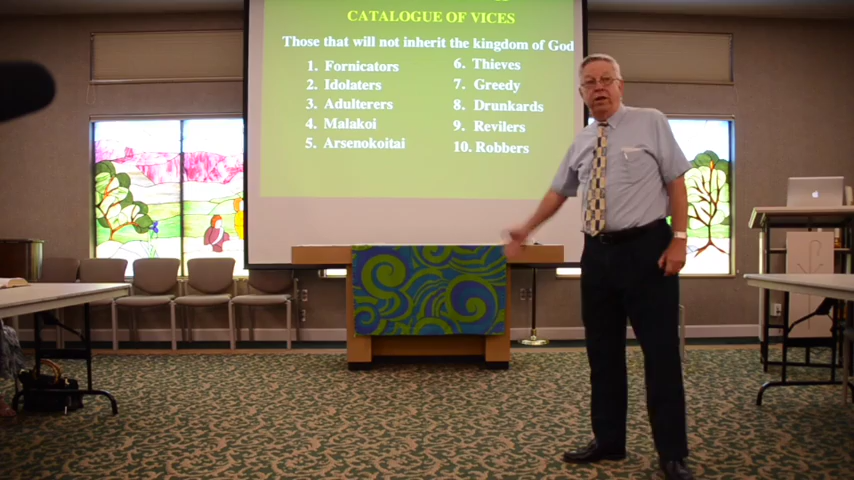 CATALOGUE OF VICES
Those that will not inherit the kingdom of God
1. Fornicators
2. Idolaters
3. Adulterers
4. Malakoi
5. Arsenokoitai
6. Thieves
7. Greedy
8. Drunkards
9. Revilers
10. Robbers